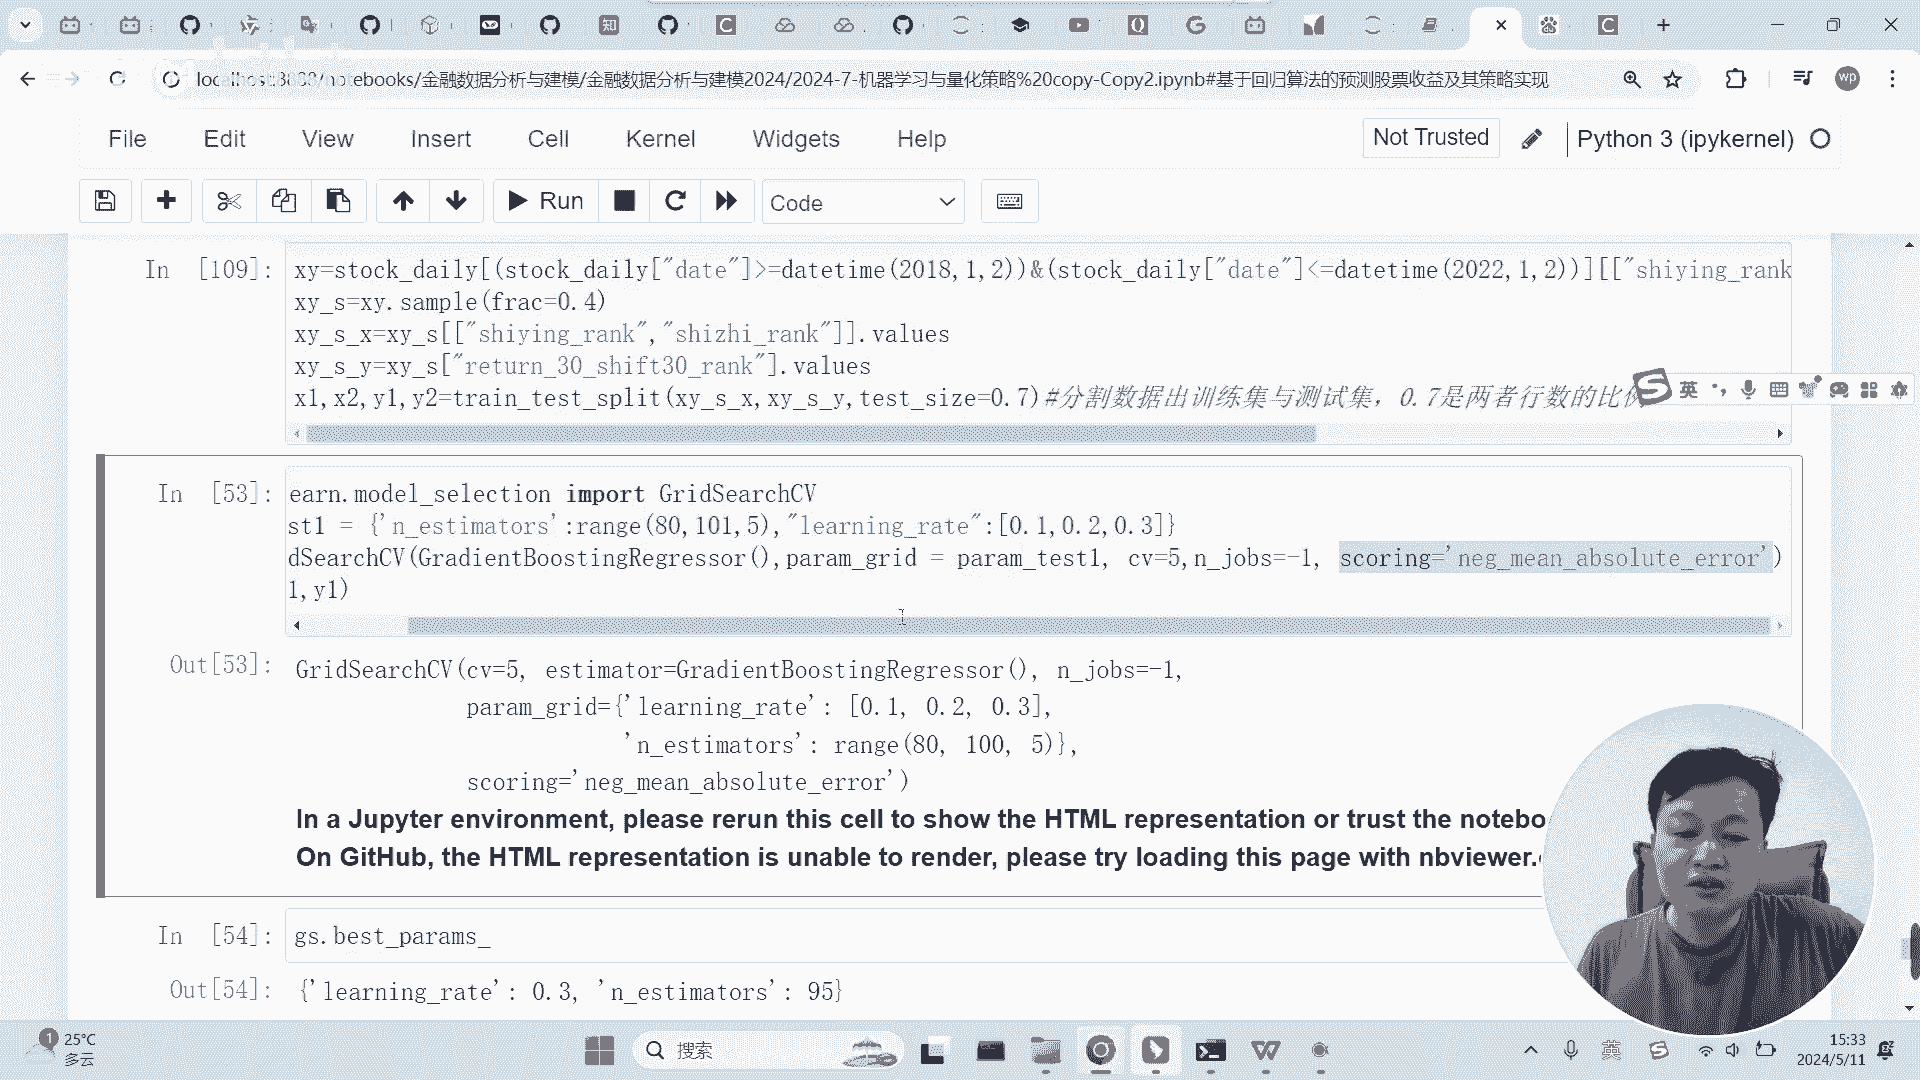 localhost:3888/notebooks/金融数据分析与建模/金融数据分析与建模2024/2024-7-机器学习与量化策略%20copy-Copy2.ipynb#基于回归算法的预测股票收益及其策略实现
wp
File Edit View Insert Cell Kernel Widgets Help
Not Trusted
Python 3 (ipykernel)
Run
Code
In [109]:
xy=stock_daily[(stock_daily["date"]>=datetime(2018,1,2))&(stock_daily["date"]<=datetime(2022,1,2))][["shiying_rank
xy_s=xy.sample(frac=0.4)
xy_s_x=xy_s[["shiying_rank","shizhi_rank"]].values
xy_s_y=xy_s["return_30_shift30_rank"].values
x1,x2,y1,y2=train_test_split(xy_s_x,xy_s_y,test_size=0.7)#分割数据出训练集与测试集，0.7是两者行数的比例
英
In [53]:
earn.model_selection import GridSearchCV
st1 = {'n_estimators':range(80,101,5),"learning_rate":[0.1,0.2,0.3]}
dSearchCV(GradientBoostingRegressor(),param_grid = param_test1, cv=5,n_jobs=-1, scoring='neg_mean_absolute_error')
1,y1)
Out[53]:
GridSearchCV(cv=5, estimator=GradientBoostingRegressor(), n_jobs=-1,
param_grid={'learning_rate': [0.1, 0.2, 0.3],
'n_estimators': range(80, 100, 5)},
scoring='neg_mean_absolute_error')
In a Jupyter environment, please rerun this cell to show the HTML representation or trust the notebo
On GitHub, the HTML representation is unable to render, please try loading this page with nbviewer.
In [54]:
gs.best_params_
Out[54]:
{'learning_rate': 0.3, 'n_estimators': 95}
1
25°C
多云
搜索
英
15:33
2024/5/11